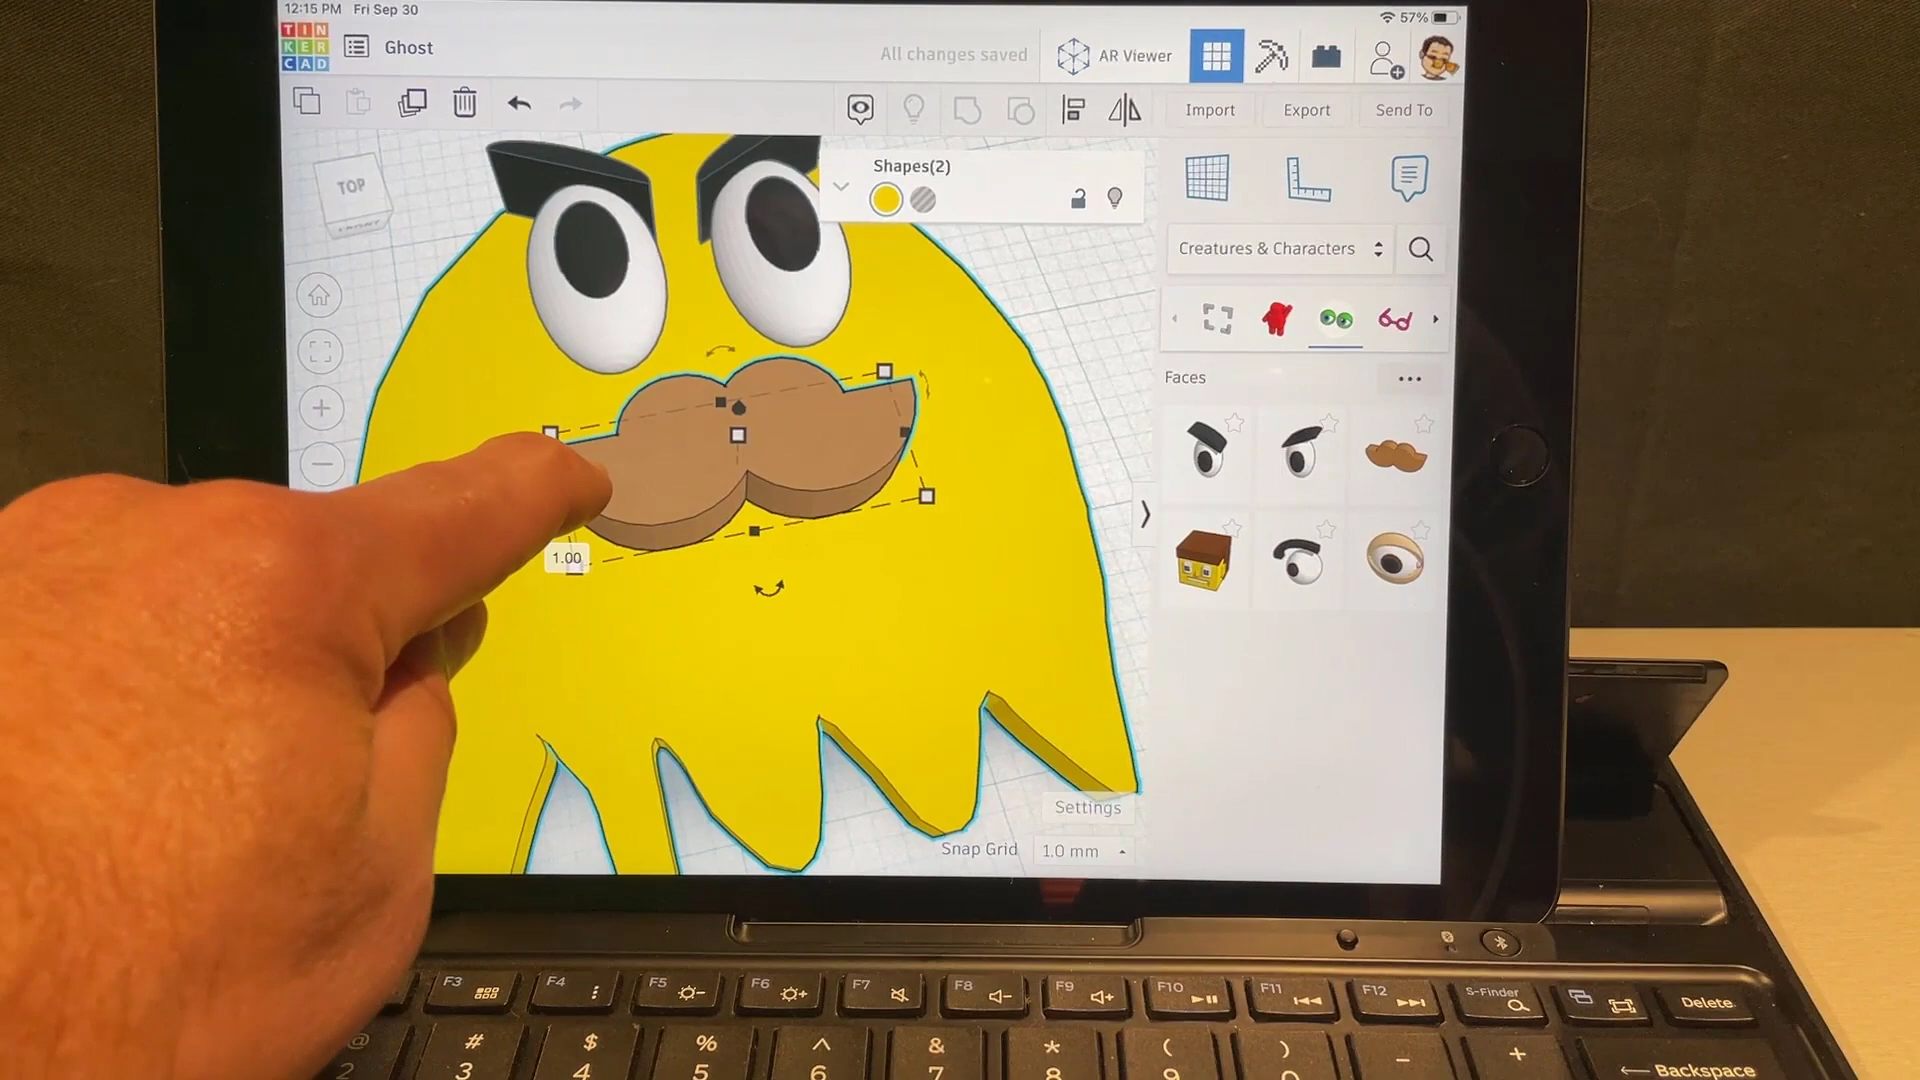 12:15 PM Fri Sep 30
57%
TIN
KER
CAD
Ghost
All changes saved
AR Viewer
Import
Export
Send To
TOP
FRONT
Shapes(2)
Creatures & Characters
Faces
1.00
Settings
Snap Grid
1.0 mm
F3
F4
F5
F6
F7
F8
F9
F10
F11
F12
S-Finder
Delete
@
#
$
%
^
&
*
(
)
−
+
2
3
4
5
6
7
8
9
0
Backspace